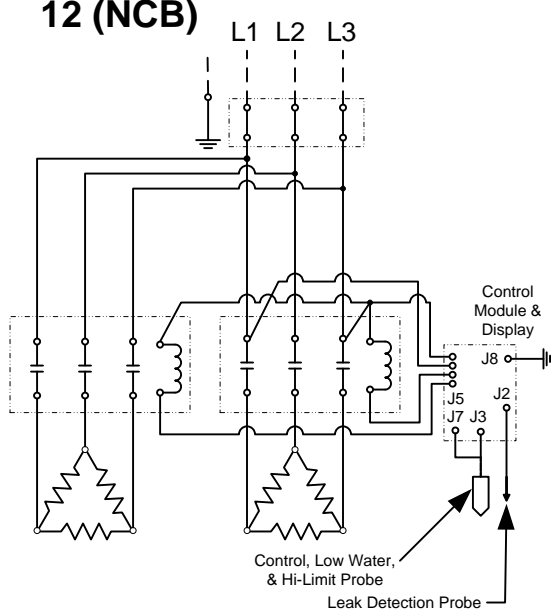 12 (NCB)
L1 L2 L3
Control
Module &
Display
J8
J5
J2
J7 J3
Control, Low Water,
& Hi-Limit Probe
Leak Detection Probe